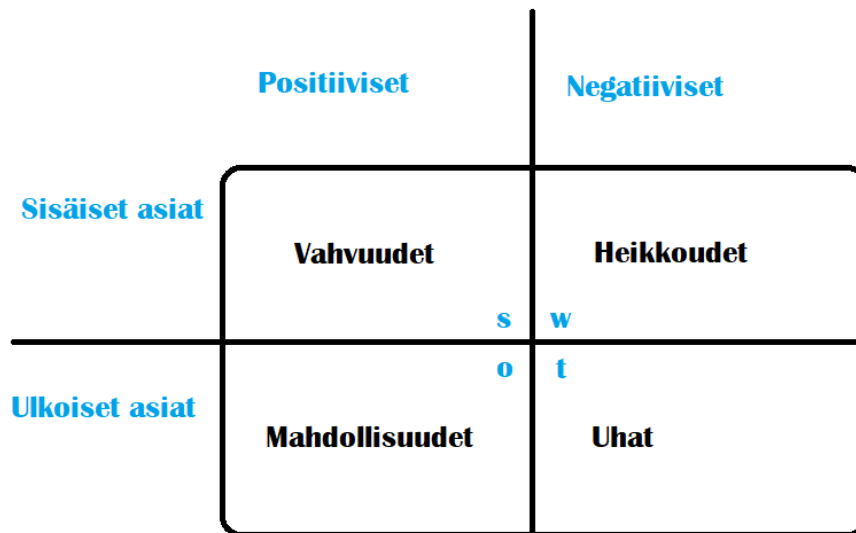 Positiiviset
Negatiiviset
Sisäiset asiat
Vahvuudet
Heikkoudet
s
w
o
t
Ulkoiset asiat
Mahdollisuudet
Uhat